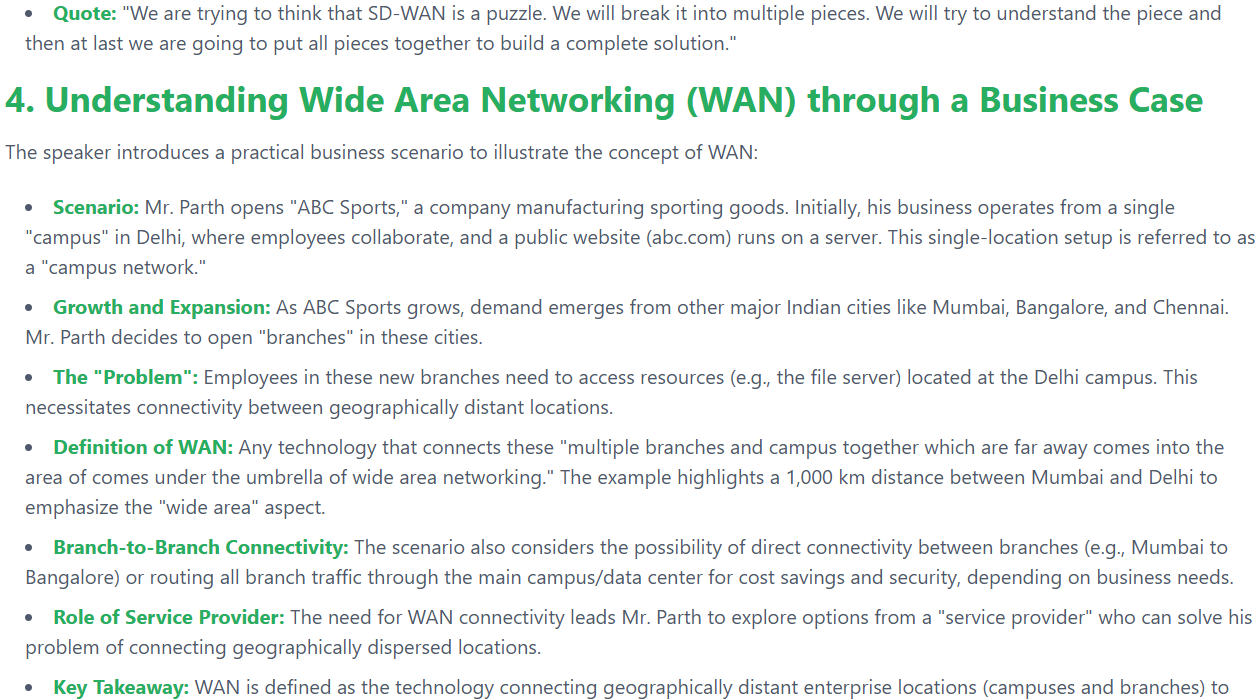 • Quote: "We are trying to think that SD-WAN is a puzzle. We will break it into multiple pieces. We will try to understand the piece and
then at last we are going to put all pieces together to build a complete solution."
4. Understanding Wide Area Networking (WAN) through a Business Case
The speaker introduces a practical business scenario to illustrate the concept of WAN:
• Scenario: Mr. Parth opens "ABC Sports," a company manufacturing sporting goods. Initially, his business operates from a single
"campus" in Delhi, where employees collaborate, and a public website (abc.com) runs on a server. This single-location setup is referred to as
a "campus network."
• Growth and Expansion: As ABC Sports grows, demand emerges from other major Indian cities like Mumbai, Bangalore, and Chennai.
Mr. Parth decides to open "branches" in these cities.
• The "Problem": Employees in these new branches need to access resources (e.g., the file server) located at the Delhi campus. This
necessitates connectivity between geographically distant locations.
• Definition of WAN: Any technology that connects these "multiple branches and campus together which are far away comes into the
area of comes under the umbrella of wide area networking." The example highlights a 1,000 km distance between Mumbai and Delhi to
emphasize the "wide area" aspect.
• Branch-to-Branch Connectivity: The scenario also considers the possibility of direct connectivity between branches (e.g., Mumbai to
Bangalore) or routing all branch traffic through the main campus/data center for cost savings and security, depending on business needs.
• Role of Service Provider: The need for WAN connectivity leads Mr. Parth to explore options from a "service provider" who can solve his
problem of connecting geographically dispersed locations.
• Key Takeaway: WAN is defined as the technology connecting geographically distant enterprise locations (campuses and branches) to